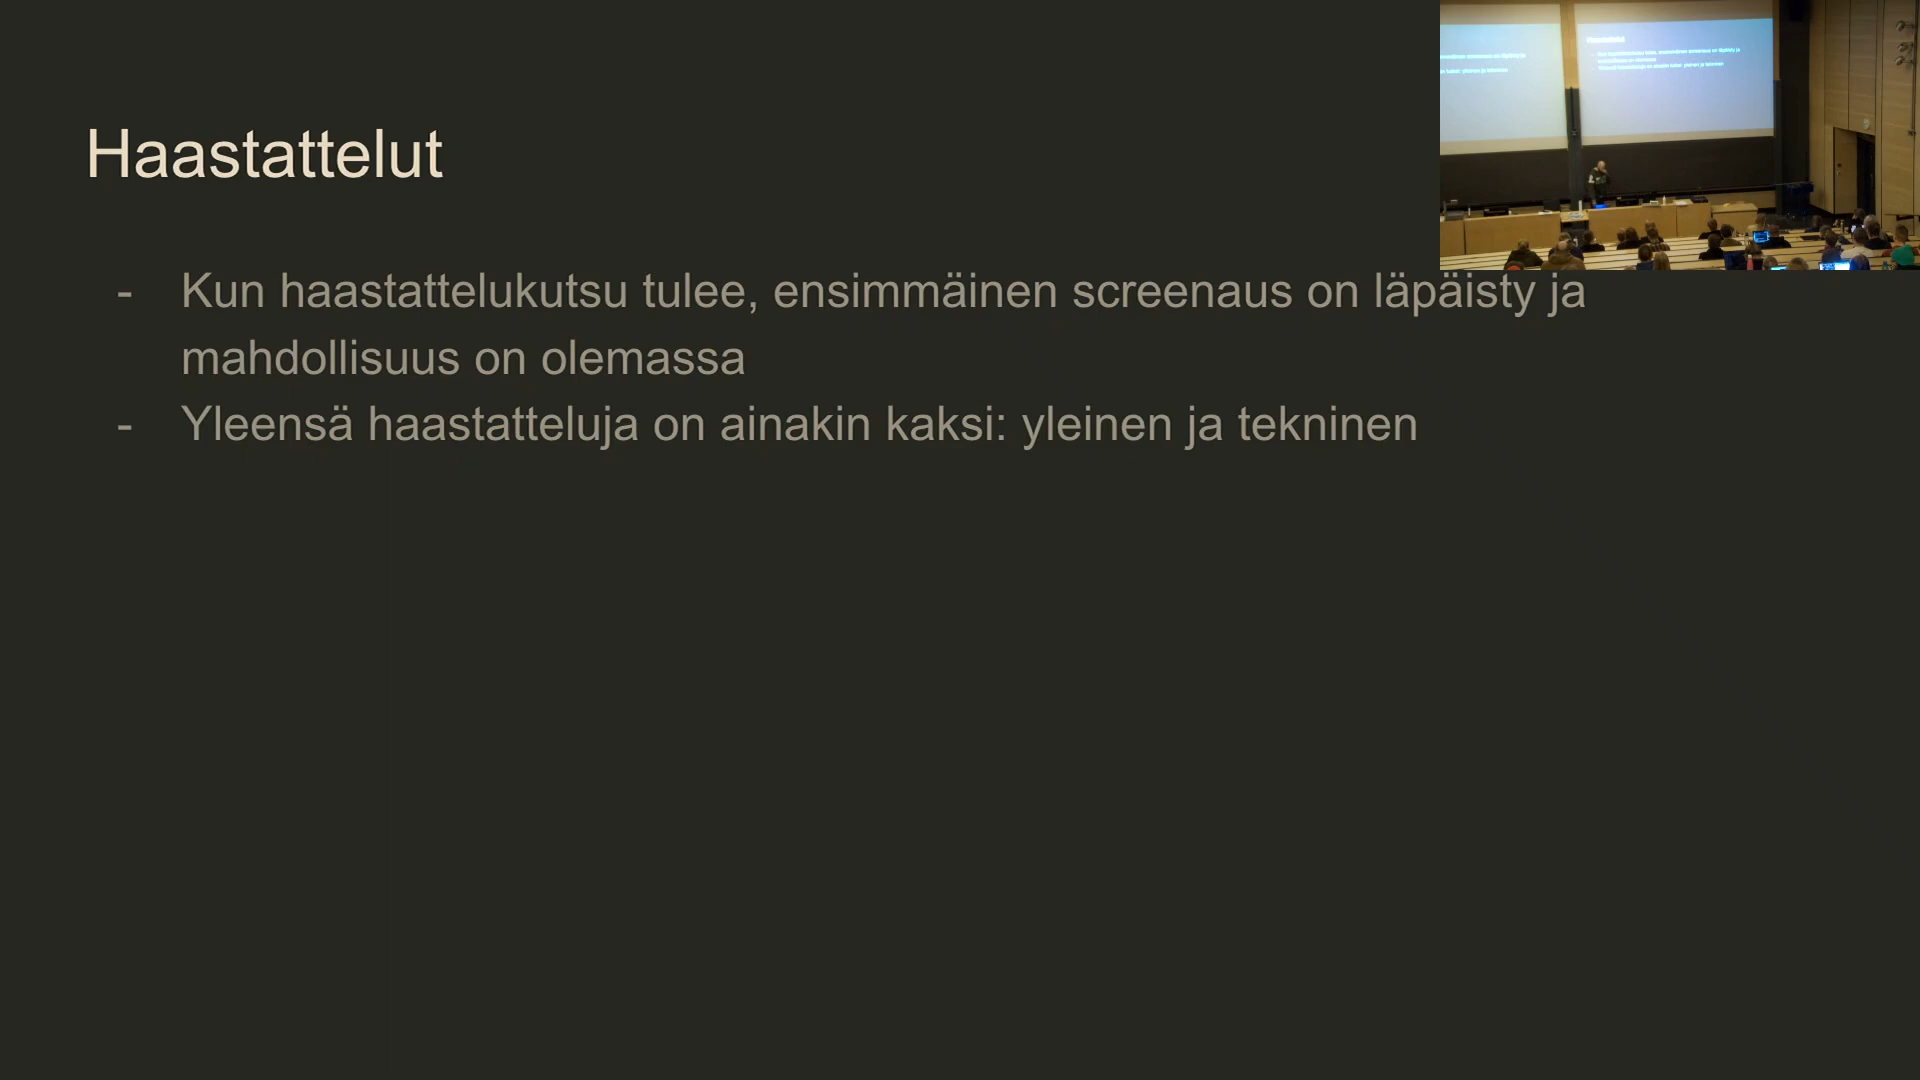 Haastattelut
- Kun haastattelukutsu tulee, ensimmäinen screenaus on läpäisty ja
mahdollisuus on olemassa
- Yleensä haastatteluja on ainakin kaksi: yleinen ja tekninen